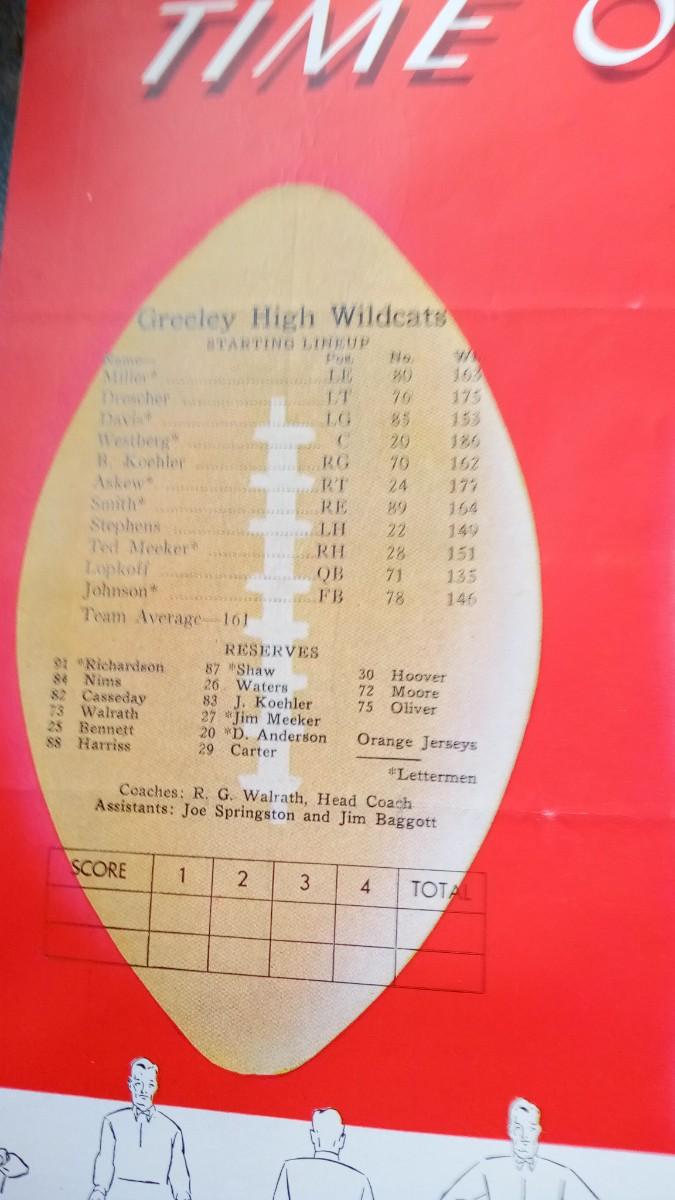 TIME O
Greeley High Wildcats
STARTING LINEUP
Name— Pos. No. Wt.
Miller* LE 80 163
Drescher LT 76 175
Davis* LG 85 153
Westberg* C 20 186
B. Koehler RG 70 162
Askew* RT 24 177
Smith* RE 89 164
Stephens LH 22 149
Ted Meeker* RH 28 151
Lopkoff QB 71 135
Johnson* FB 78 146
Team Average—161
RESERVES
91 *Richardson 87 *Shaw 30 Hoover
84 Nims 26 Waters 72 Moore
82 Casseday 83 J. Koehler 75 Oliver
73 Walrath 27 *Jim Meeker
25 Bennett 20 *D. Anderson Orange Jerseys
88 Harriss 29 Carter
*Lettermen
Coaches: R. G. Walrath, Head Coach
Assistants: Joe Springston and Jim Baggott
SCORE 1 2 3 4 TOTAL